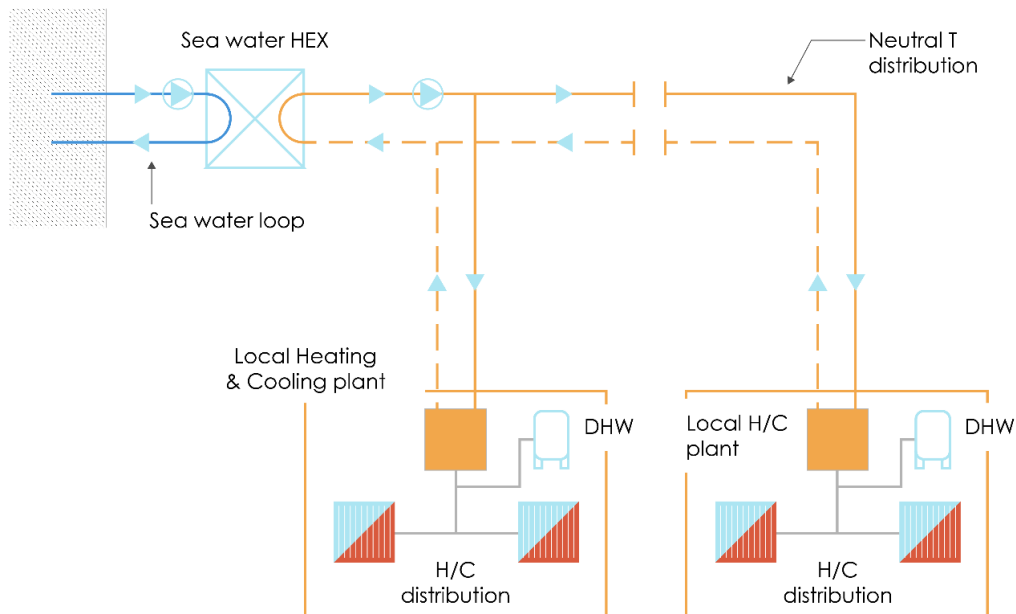 Sea water HEX
Neutral T
distribution
Sea water loop
Local Heating
& Cooling plant
DHW
H/C
distribution
Local H/C
plant
DHW
H/C
distribution